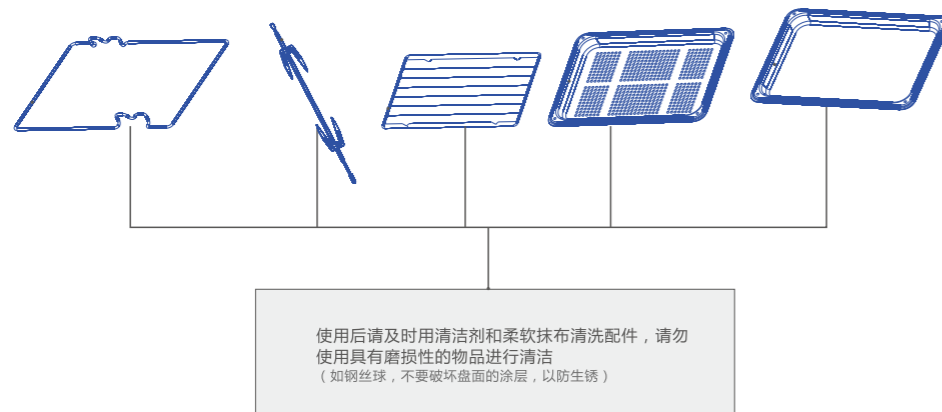 使用后请及时用清洁剂和柔软抹布清洗配件，请勿
使用具有磨损性的物品进行清洁
（如钢丝球，不要破坏盘面的涂层，以防生锈）